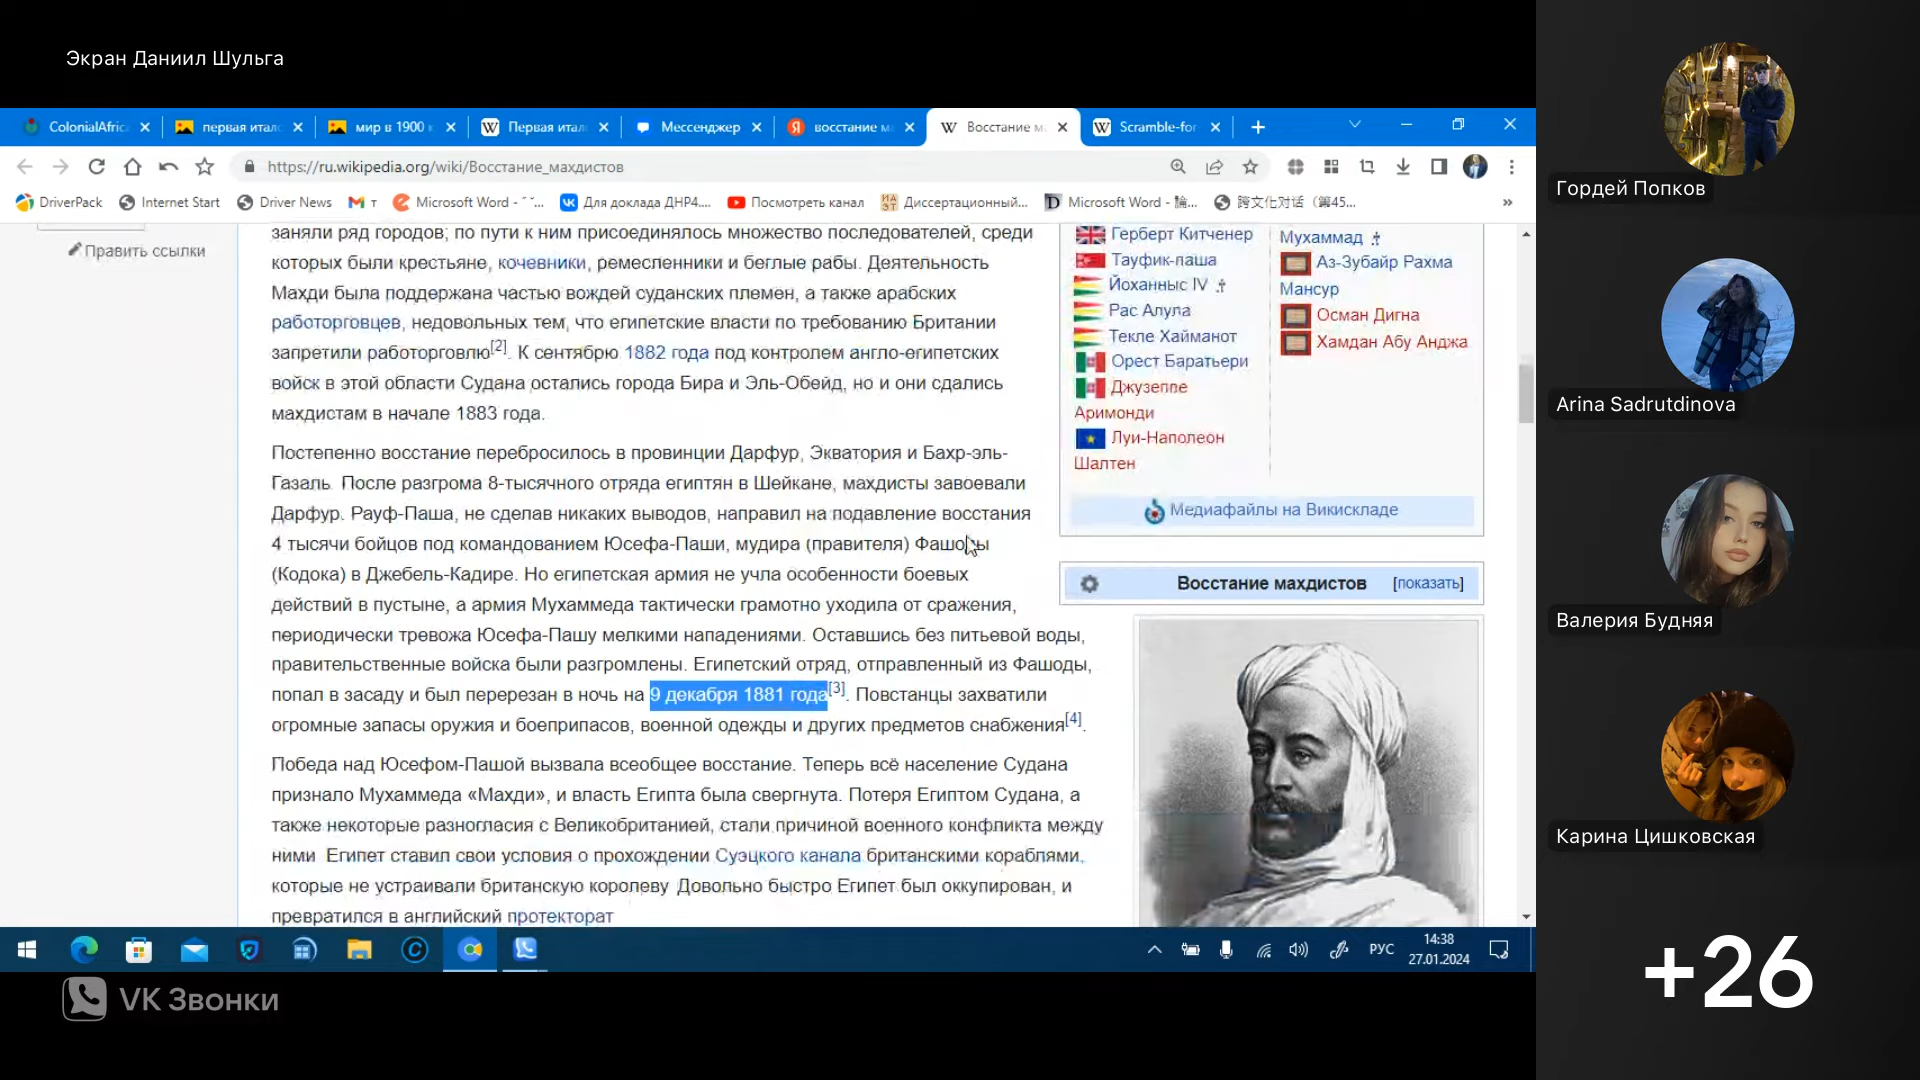 Экран Даниил Шульга
ColonialAfric
первая итал
мир в 1900
Первая итал
Мессенджер
восстание м
Восстание м
Scramble-for
https://ru.wikipedia.org/wiki/Восстание_махдистов
DriverPack
Internet Start
Driver News
т
Microsoft Word -
Для доклада ДНР4....
Посмотреть канал
Диссертационный...
Microsoft Word - 論...
跨文化对话（第45...
»
Править ссылки
заняли ряд городов; по пути к ним присоединялось множество последователей, среди
которых были крестьяне, кочевники, ремесленники и беглые рабы. Деятельность
Махди была поддержана частью вождей суданских племен, а также арабских
работорговцев, недовольных тем, что египетские власти по требованию Британии
запретили работорговлю[2]. К сентябрю 1882 года под контролем англо-египетских
войск в этой области Судана остались города Бира и Эль-Обейд, но и они сдались
махдистам в начале 1883 года.
Постепенно восстание перебросилось в провинции Дарфур, Экватория и Бахр-эль-
Газаль. После разгрома 8-тысячного отряда египтян в Шейкане, махдисты завоевали
Дарфур. Рауф-Паша, не сделав никаких выводов, направил на подавление восстания
4 тысячи бойцов под командованием Юсефа-Паши, мудира (правителя) Фашоды
(Кодока) в Джебель-Кадире. Но египетская армия не учла особенности боевых
действий в пустыне, а армия Мухаммеда тактически грамотно уходила от сражения,
периодически тревожа Юсефа-Пашу мелкими нападениями. Оставшись без питьевой воды,
правительственные войска были разгромлены. Египетский отряд, отправленный из Фашоды,
попал в засаду и был перерезан в ночь на 9 декабря 1881 года[3]. Повстанцы захватили
огромные запасы оружия и боеприпасов, военной одежды и других предметов снабжения[4].
Победа над Юсефом-Пашой вызвала всеобщее восстание. Теперь всё население Судана
признало Мухаммеда «Махди», и власть Египта была свергнута. Потеря Египтом Судана, а
также некоторые разногласия с Великобританией, стали причиной военного конфликта между
ними. Египет ставил свои условия о прохождении Суэцкого канала британскими кораблями,
которые не устраивали британскую королеву. Довольно быстро Египет был оккупирован, и
превратился в английский протекторат
Герберт Китченер
Тауфик-паша
Йоханныс IV †
Рас Алула
Текле Хайманот
Орест Баратьери
Джузеппе
Аримонди
Луи-Наполеон
Шалтен
Мухаммад †
Аз-Зубайр Рахма
Мансур
Осман Дигна
Хамдан Абу Анджа
Медиафайлы на Викискладе
Восстание махдистов [показать]
РУС
14:38
27.01.2024
VK Звонки
Гордей Попков
Arina Sadrutdinova
Валерия Будняя
Карина Цишковская
+26